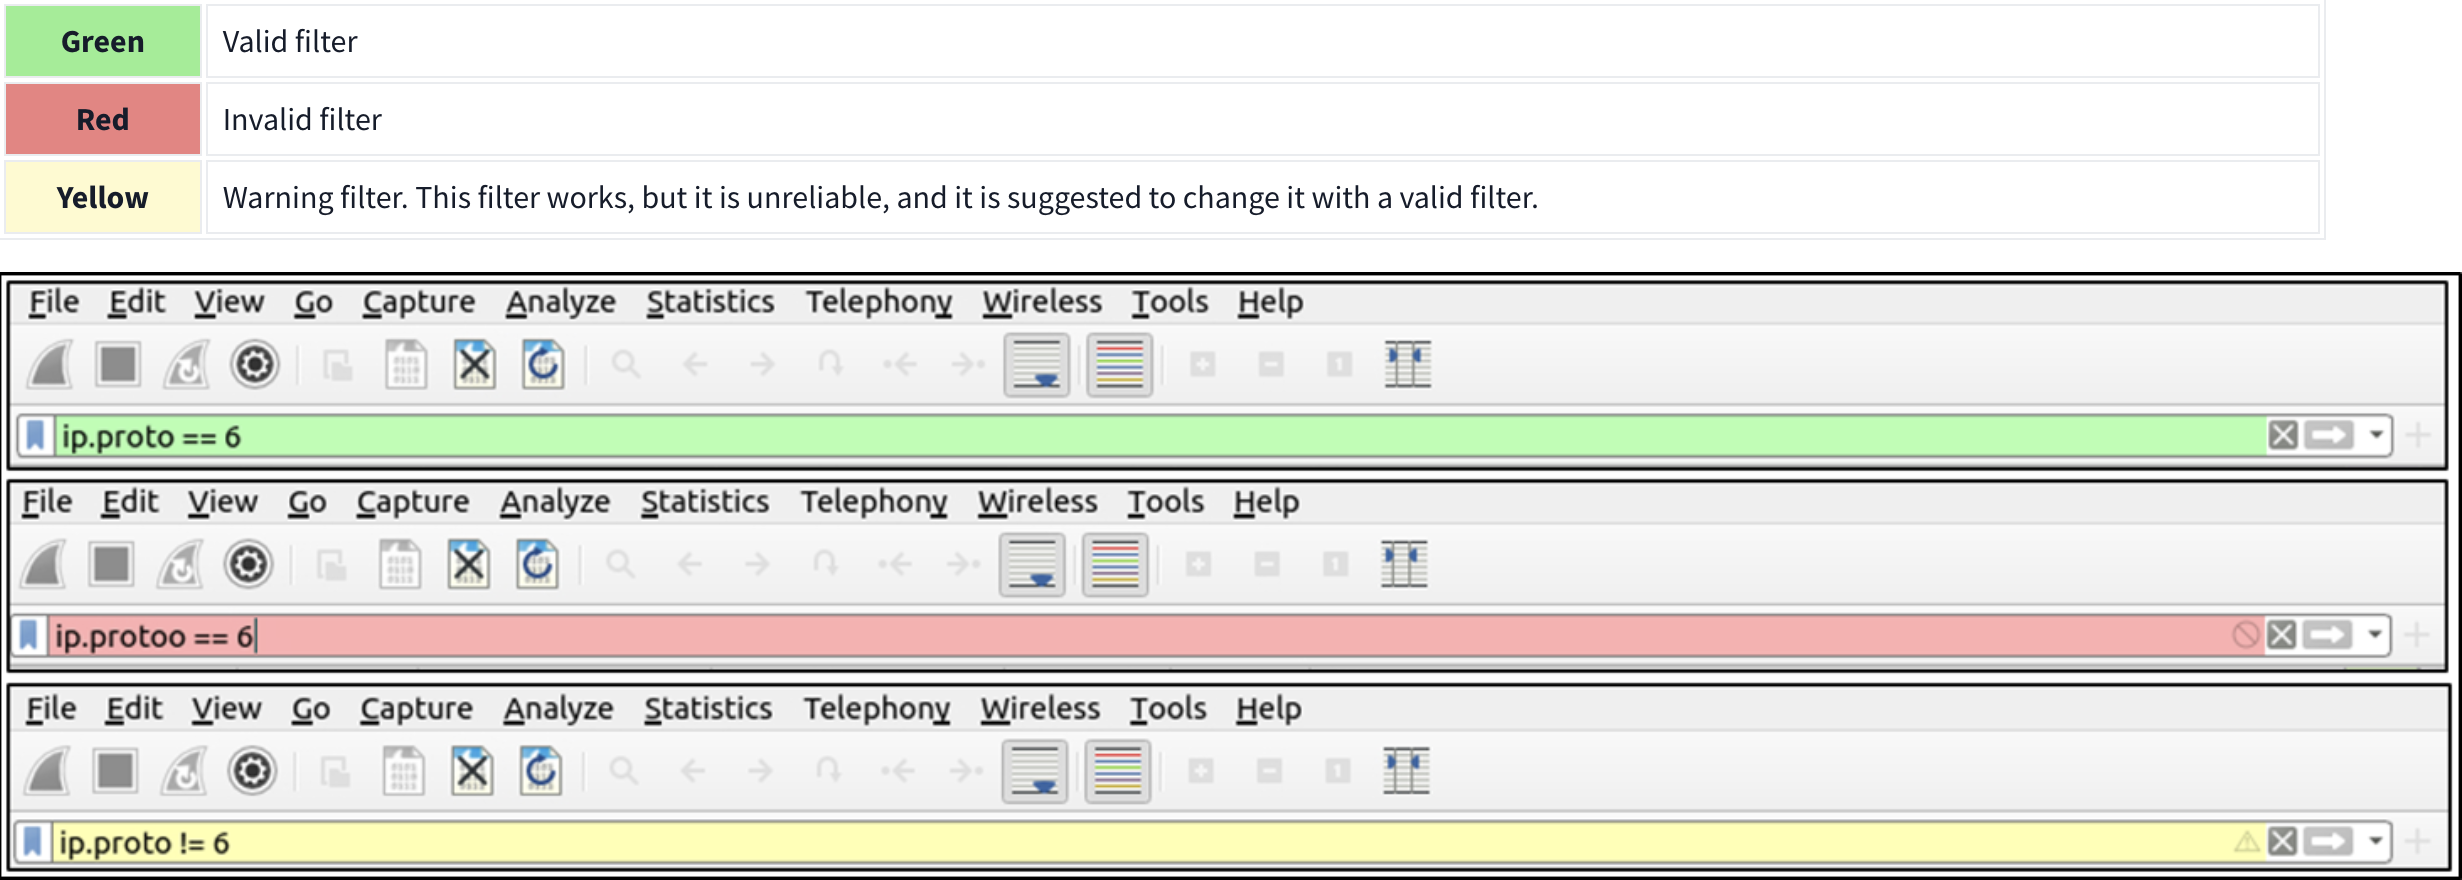 Green Valid filter
Red Invalid filter
Yellow Warning filter. This filter works, but it is unreliable, and it is suggested to change it with a valid filter.
File Edit View Go Capture Analyze Statistics Telephony Wireless Tools Help
ip.proto == 6
File Edit View Go Capture Analyze Statistics Telephony Wireless Tools Help
ip.protoo == 6
File Edit View Go Capture Analyze Statistics Telephony Wireless Tools Help
ip.proto != 6